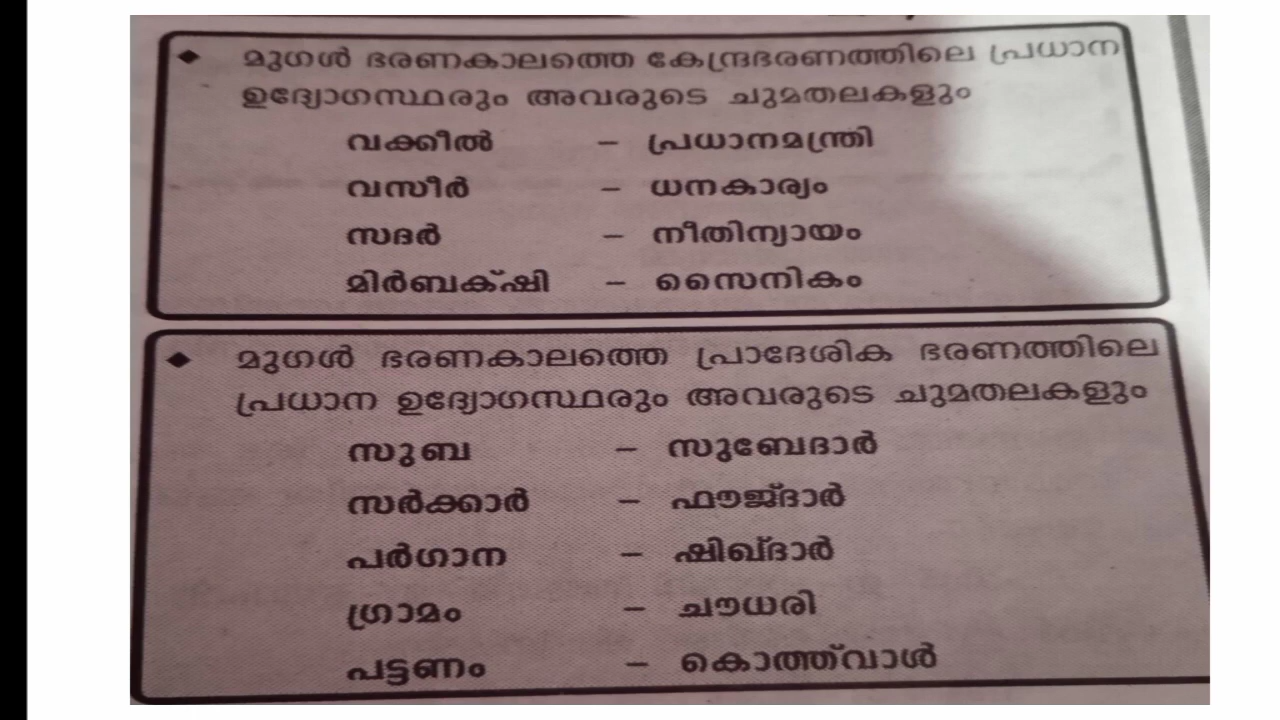 ◆ മുഗൾ ഭരണകാലത്തെ കേന്ദ്രഭരണത്തിലെ പ്രധാന
ഉദ്യോഗസ്ഥരും അവരുടെ ചുമതലകളും
വക്കീൽ – പ്രധാനമന്ത്രി
വസീർ – ധനകാര്യം
സദർ – നീതിന്യായം
മിർബക്ഷി – സൈനികം
◆ മുഗൾ ഭരണകാലത്തെ പ്രാദേശിക ഭരണത്തിലെ
പ്രധാന ഉദ്യോഗസ്ഥരും അവരുടെ ചുമതലകളും
സുബ – സുബേദാർ
സർക്കാർ – ഫൗജ്ദാർ
പർഗാന – ഷിഖ്ദാർ
ഗ്രാമം – ചൗധരി
പട്ടണം – കൊത്ത്വാൾ